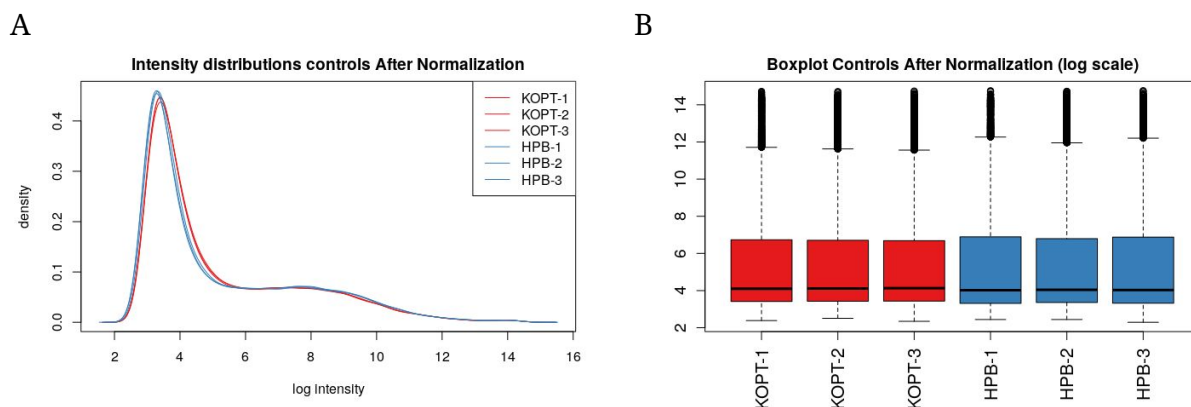 A
Intensity distributions controls After Normalization
KOPT-1
KOPT-2
KOPT-3
HPB-1
HPB-2
HPB-3
density
0.0
0.1
0.2
0.3
0.4
2 4 6 8 10 12 14 16
log intensity
B
Boxplot Controls After Normalization (log scale)
14
12
10
8
6
4
2
KOPT-1
KOPT-2
KOPT-3
HPB-1
HPB-2
HPB-3